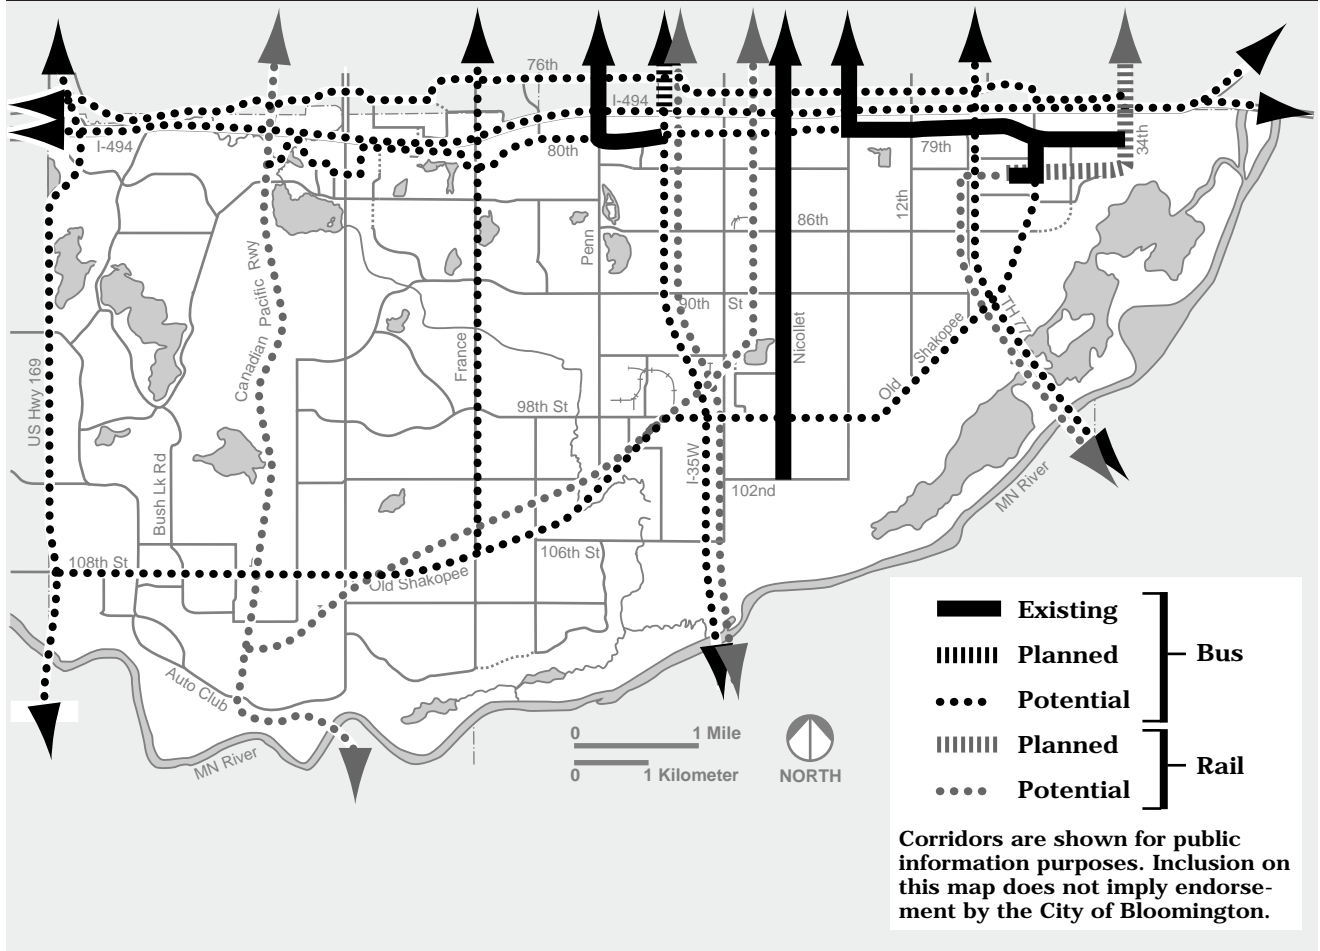 76th
I-494
I-494
80th
79th
34th
12th
86th
Penn
Canadian Pacific Rwy
90th St
TH 77
Shakopee
Old
Nicollet
France
US Hwy 169
98th St
I-35W
Bush Lk Rd
102nd
MN River
106th St
108th St
Old Shakopee
Auto Club
MN River
0 1 Mile
0 1 Kilometer
NORTH
Existing
Planned
Potential
Bus
Planned
Potential
Rail
Corridors are shown for public
information purposes. Inclusion on
this map does not imply endorse-
ment by the City of Bloomington.